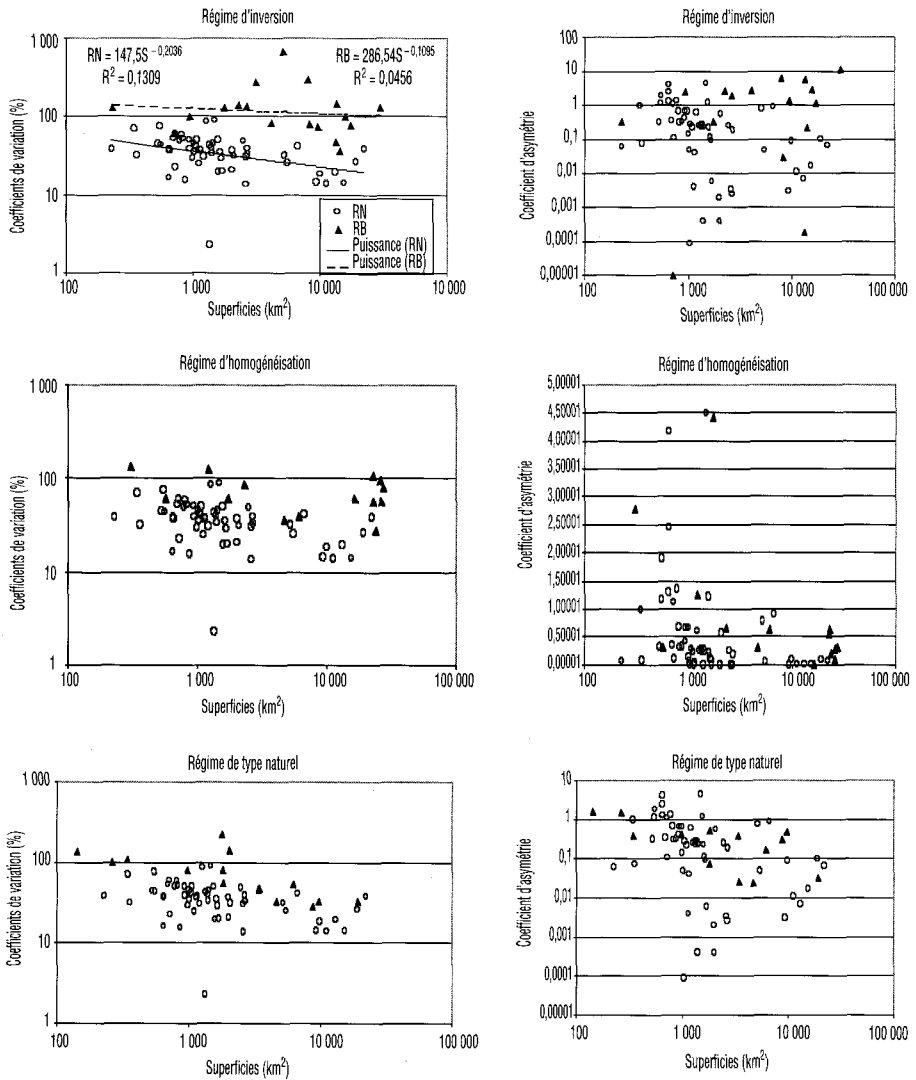 Régime d'inversion
1 000
100
10
1
RN = 147,5S^–0,2036
R² = 0,1309
RB = 286,54S^–0,1095
R² = 0,0456
RN
RB
Puissance (RN)
Puissance (RB)
Coefficients de variation (%)
100
1 000
10 000
10 000
Superficies (km²)
Régime d'inversion
100
10
1
0,1
0,01
0,001
0,0001
0,00001
Coefficient d'asymétrie
100
1 000
10 000
100 000
Superficies (km²)
Régime d'homogénéisation
1 000
100
10
1
Coefficients de variation (%)
100
1 000
10 000
100 000
Superficies (km²)
Régime d'homogénéisation
5,00001
4,50001
4,00001
3,50001
3,00001
2,50001
2,00001
1,50001
1,00001
0,50001
0,00001
Coefficient d'asymétrie
100
1 000
10 000
100 000
Superficies (km²)
Régime de type naturel
1 000
100
10
1
Coefficients de variation (%)
100
1 000
10 000
100 000
Superficies (km²)
Régime de type naturel
10
1
0,1
0,01
0,001
0,0001
0,00001
Coefficient d'asymétrie
100
1 000
10 000
100 000
Superficies (km²)